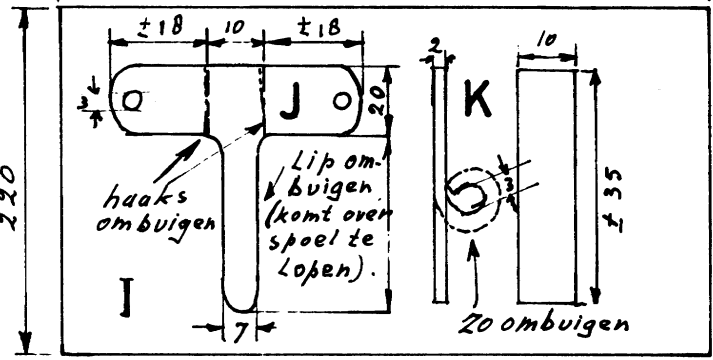 ± 18
10
± 18
2
10
3
J
20
K
220
haaks
ombuigen
Lip om-
buigen
(komt over
spoel te
lopen).
3
± 35
I
7
Zo ombuigen